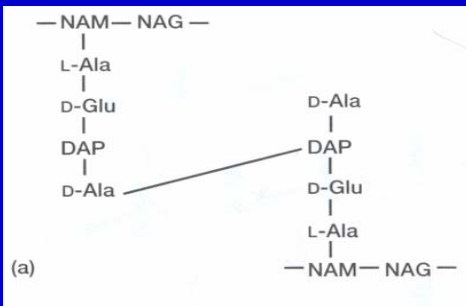 — NAM — NAG —
L-Ala
D-Glu
DAP
D-Ala
D-Ala
DAP
D-Glu
L-Ala
— NAM — NAG —
(a)